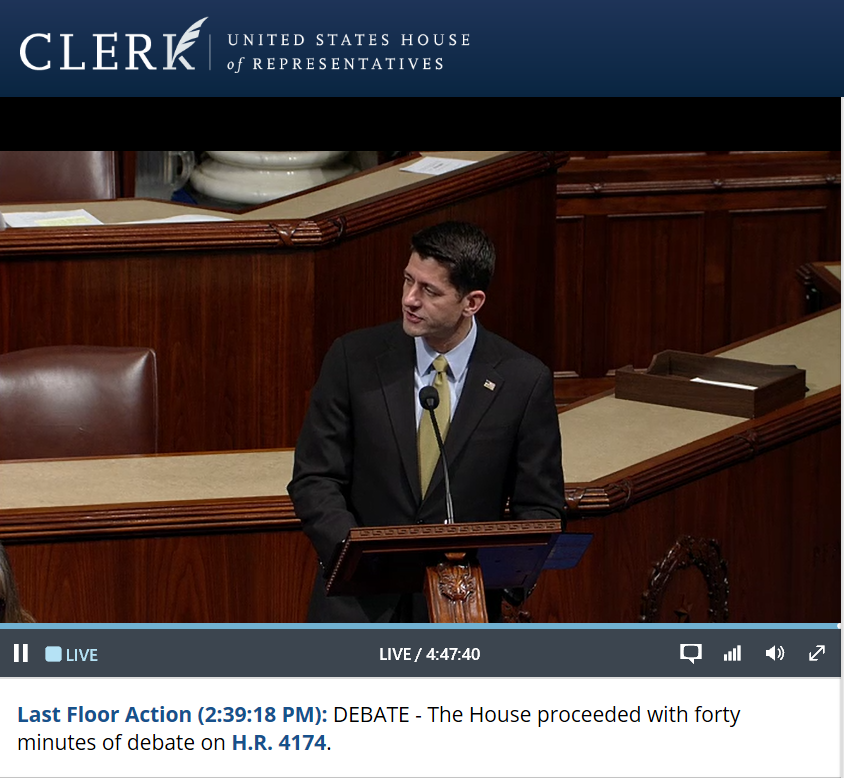 CLERK
UNITED STATES HOUSE
of REPRESENTATIVES
LIVE
LIVE / 4:47:40
Last Floor Action (2:39:18 PM): DEBATE - The House proceeded with forty
minutes of debate on H.R. 4174.